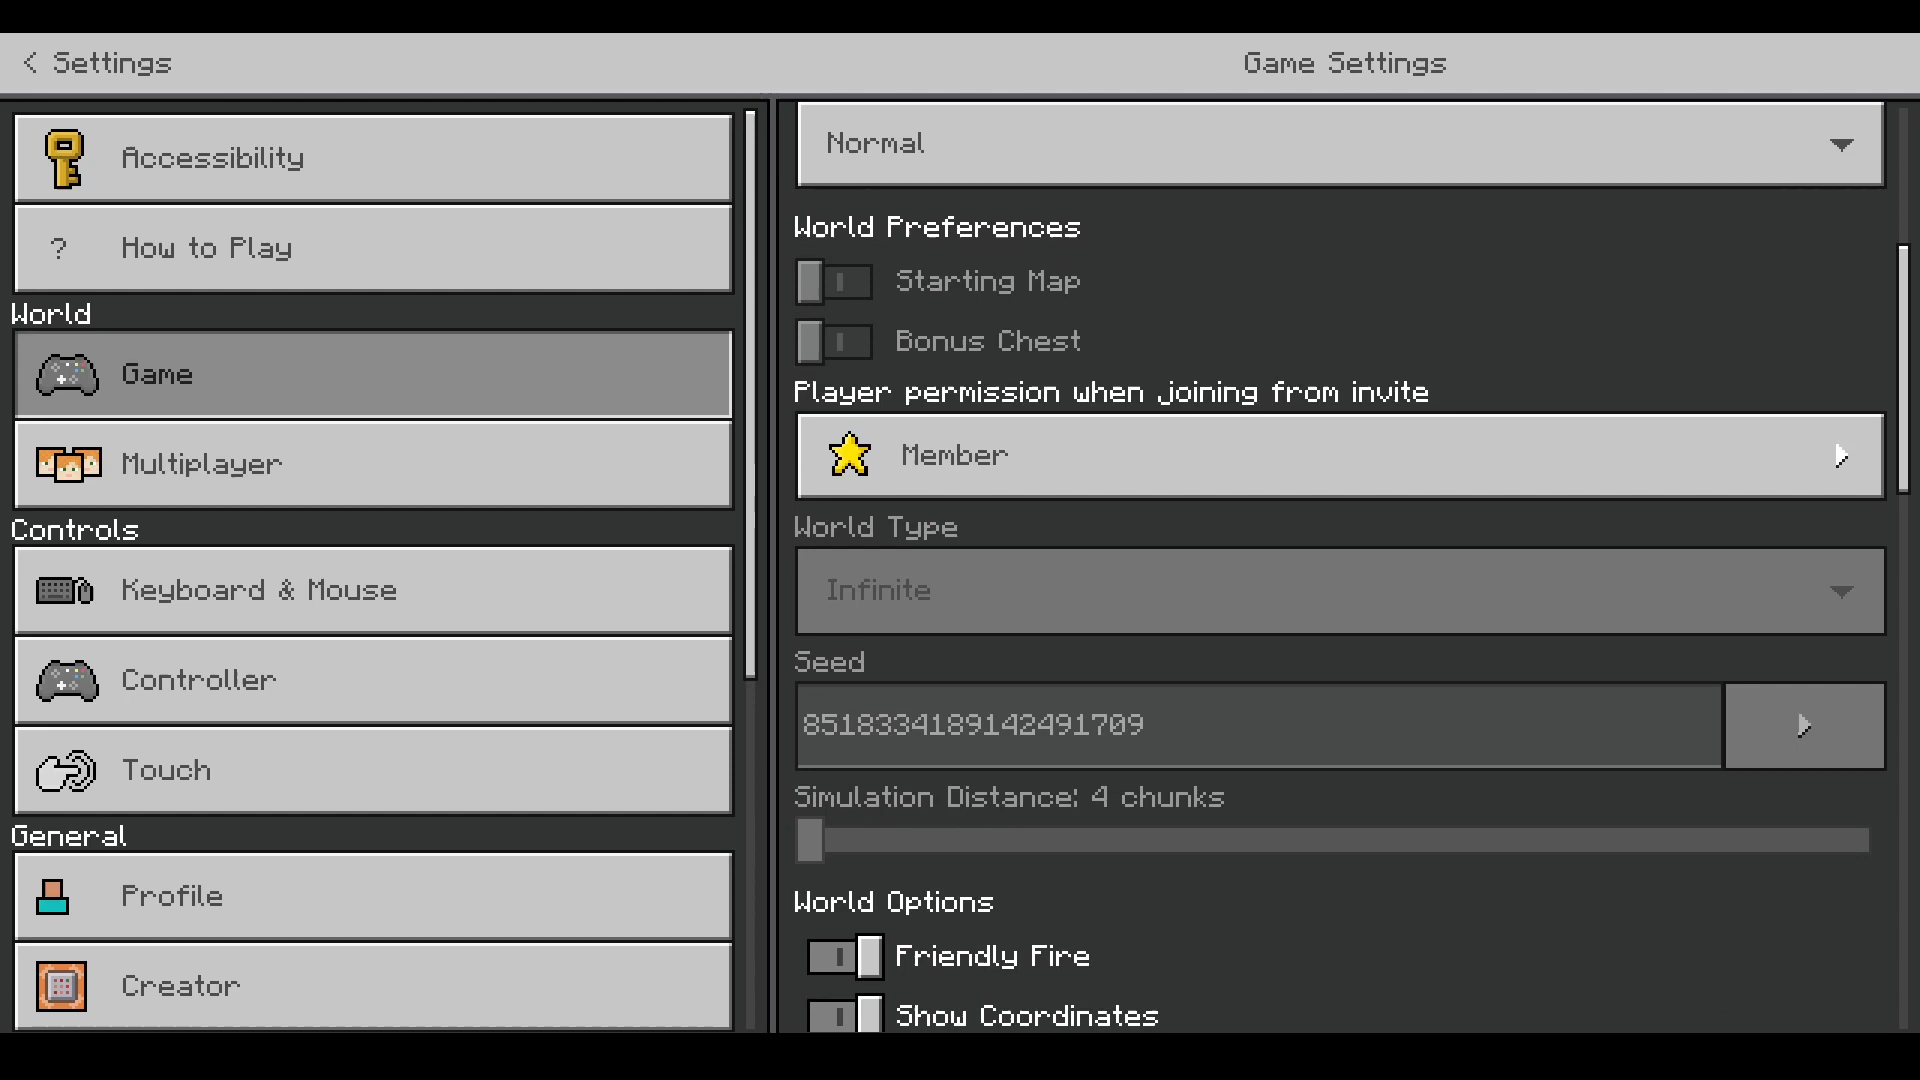 Settings
Game Settings
Accessibility
? How to Play
World
Game
Multiplayer
Controls
Keyboard & Mouse
Controller
Touch
General
Profile
Creator
Normal
World Preferences
Starting Map
Bonus Chest
Player permission when joining from invite
Member
World Type
Infinite
Seed
8518334189142491709
Simulation Distance: 4 chunks
World Options
Friendly Fire
Show Coordinates